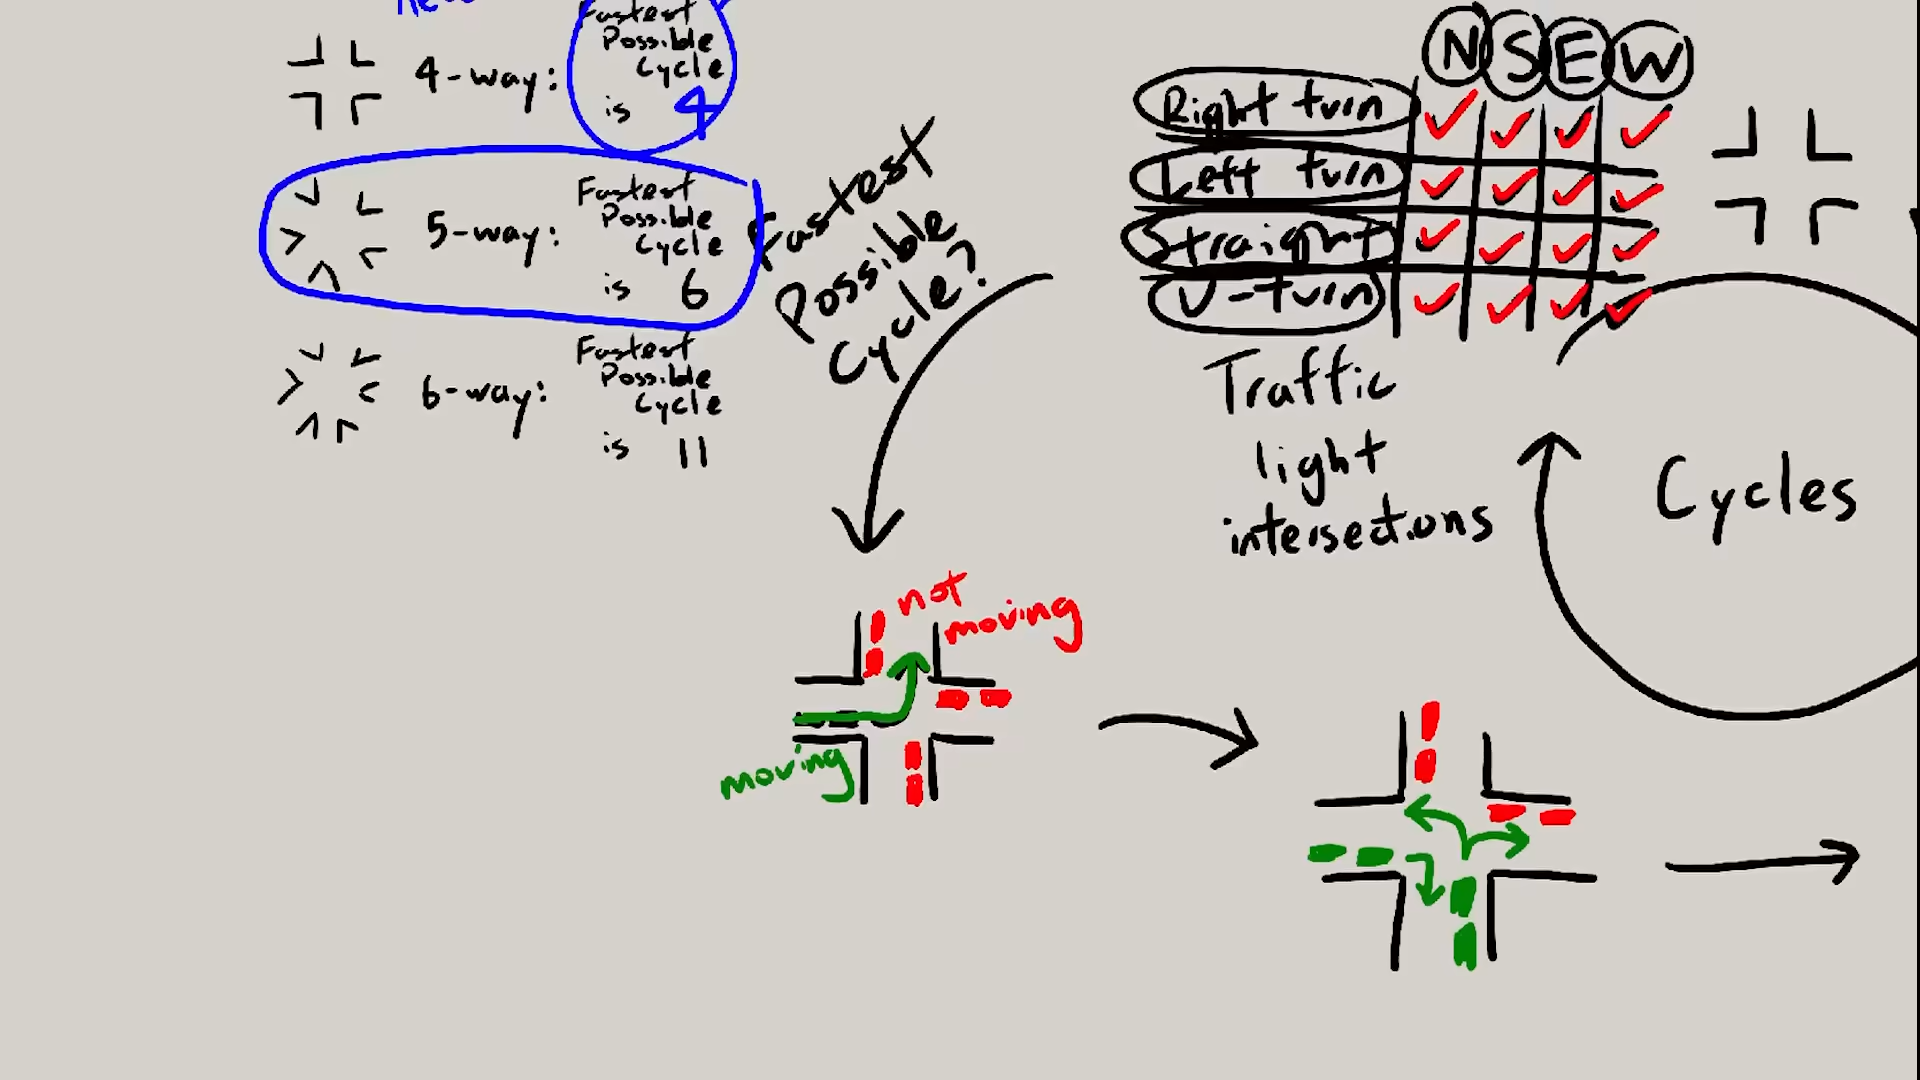 Fastest
Possible
Cycle
is 4
4-way:
Fastest
Possible
Cycle
is 6
5-way:
Fastest
Possible
Cycle
is 11
6-way:
Fastest
Possible
Cycle?
N S E W
Right turn
Left turn
Straight
U-turn
Traffic
light
intersections
Cycles
not
moving
moving